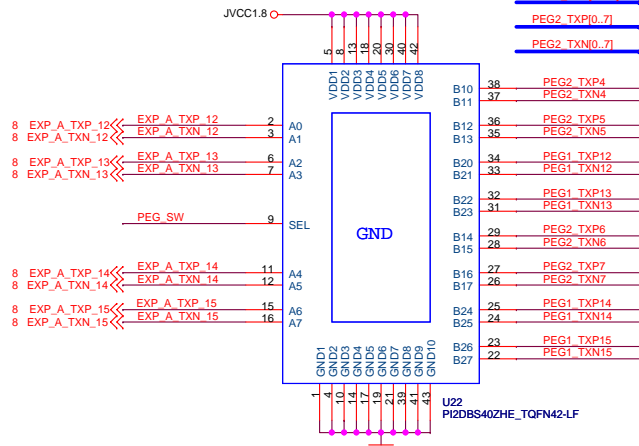 JVCC1.8
PEG2_TXP[0..7]
PEG2_TXN[0..7]
5 8 13 18 20 30 40 42
VDD1 VDD2 VDD3 VDD4 VDD5 VDD6 VDD7 VDD8
8 EXP_A_TXP_12 EXP_A_TXP_12 2 A0
8 EXP_A_TXN_12 EXP_A_TXN_12 3 A1
8 EXP_A_TXP_13 EXP_A_TXP_13 6 A2
8 EXP_A_TXN_13 EXP_A_TXN_13 7 A3
PEG_SW 9 SEL
8 EXP_A_TXP_14 EXP_A_TXP_14 11 A4
8 EXP_A_TXN_14 EXP_A_TXN_14 12 A5
8 EXP_A_TXP_15 EXP_A_TXP_15 15 A6
8 EXP_A_TXN_15 EXP_A_TXN_15 16 A7
GND
B10 38 PEG2_TXP4
B11 37 PEG2_TXN4
B12 36 PEG2_TXP5
B13 35 PEG2_TXN5
B20 34 PEG1_TXP12
B21 33 PEG1_TXN12
B22 32 PEG1_TXP13
B23 31 PEG1_TXN13
B14 29 PEG2_TXP6
B15 28 PEG2_TXN6
B16 27 PEG2_TXP7
B17 26 PEG2_TXN7
B24 25 PEG1_TXP14
B25 24 PEG1_TXN14
B26 23 PEG1_TXP15
B27 22 PEG1_TXN15
GND1 GND2 GND3 GND4 GND5 GND6 GND7 GND8 GND9 GND10
1 4 10 14 17 19 21 39 41 43
U22
PI2DBS40ZHE_TQFN42-LF